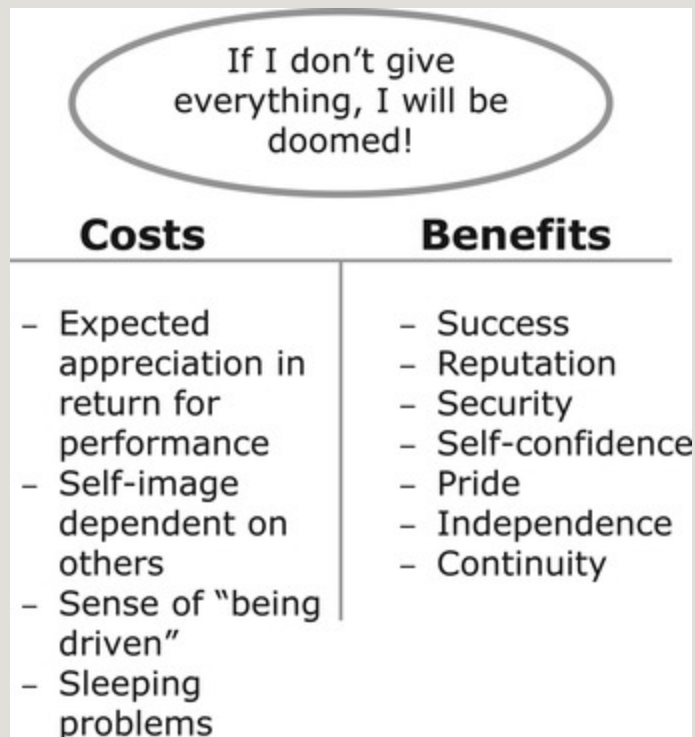 If I don't give
everything, I will be
doomed!
Costs
Benefits
– Expected
appreciation in
return for
performance
– Self-image
dependent on
others
– Sense of “being
driven”
– Sleeping
problems
– Success
– Reputation
– Security
– Self-confidence
– Pride
– Independence
– Continuity